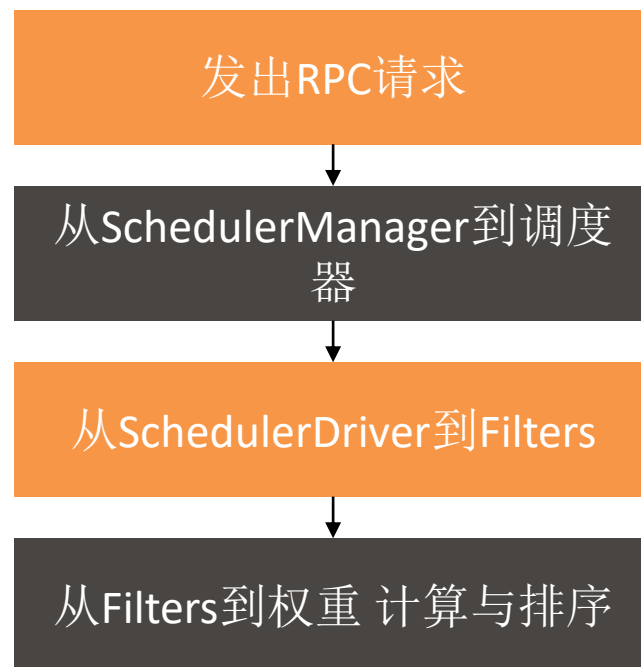 发出RPC请求
从SchedulerManager到调度
器
从SchedulerDriver到Filters
从Filters到权重 计算与排序